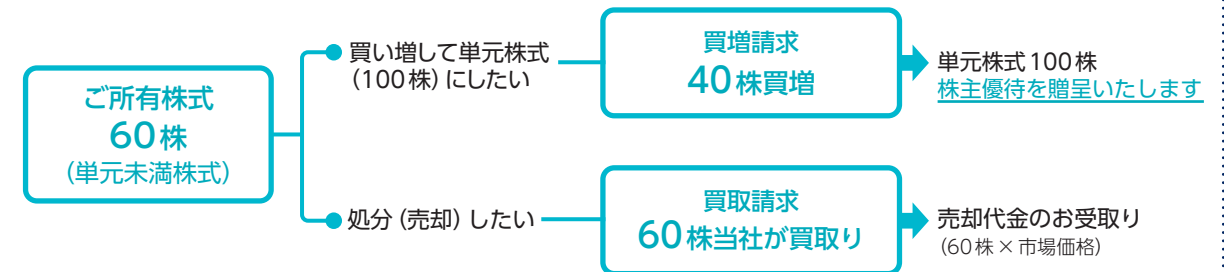 ご所有株式
60株
（単元未満株式）
買い増して単元株式
（100株）にしたい
買増請求
40株買増
単元株式100株
株主優待を贈呈いたします
処分（売却）したい
買取請求
60株当社が買取り
売却代金のお受取り
（60株×市場価格）